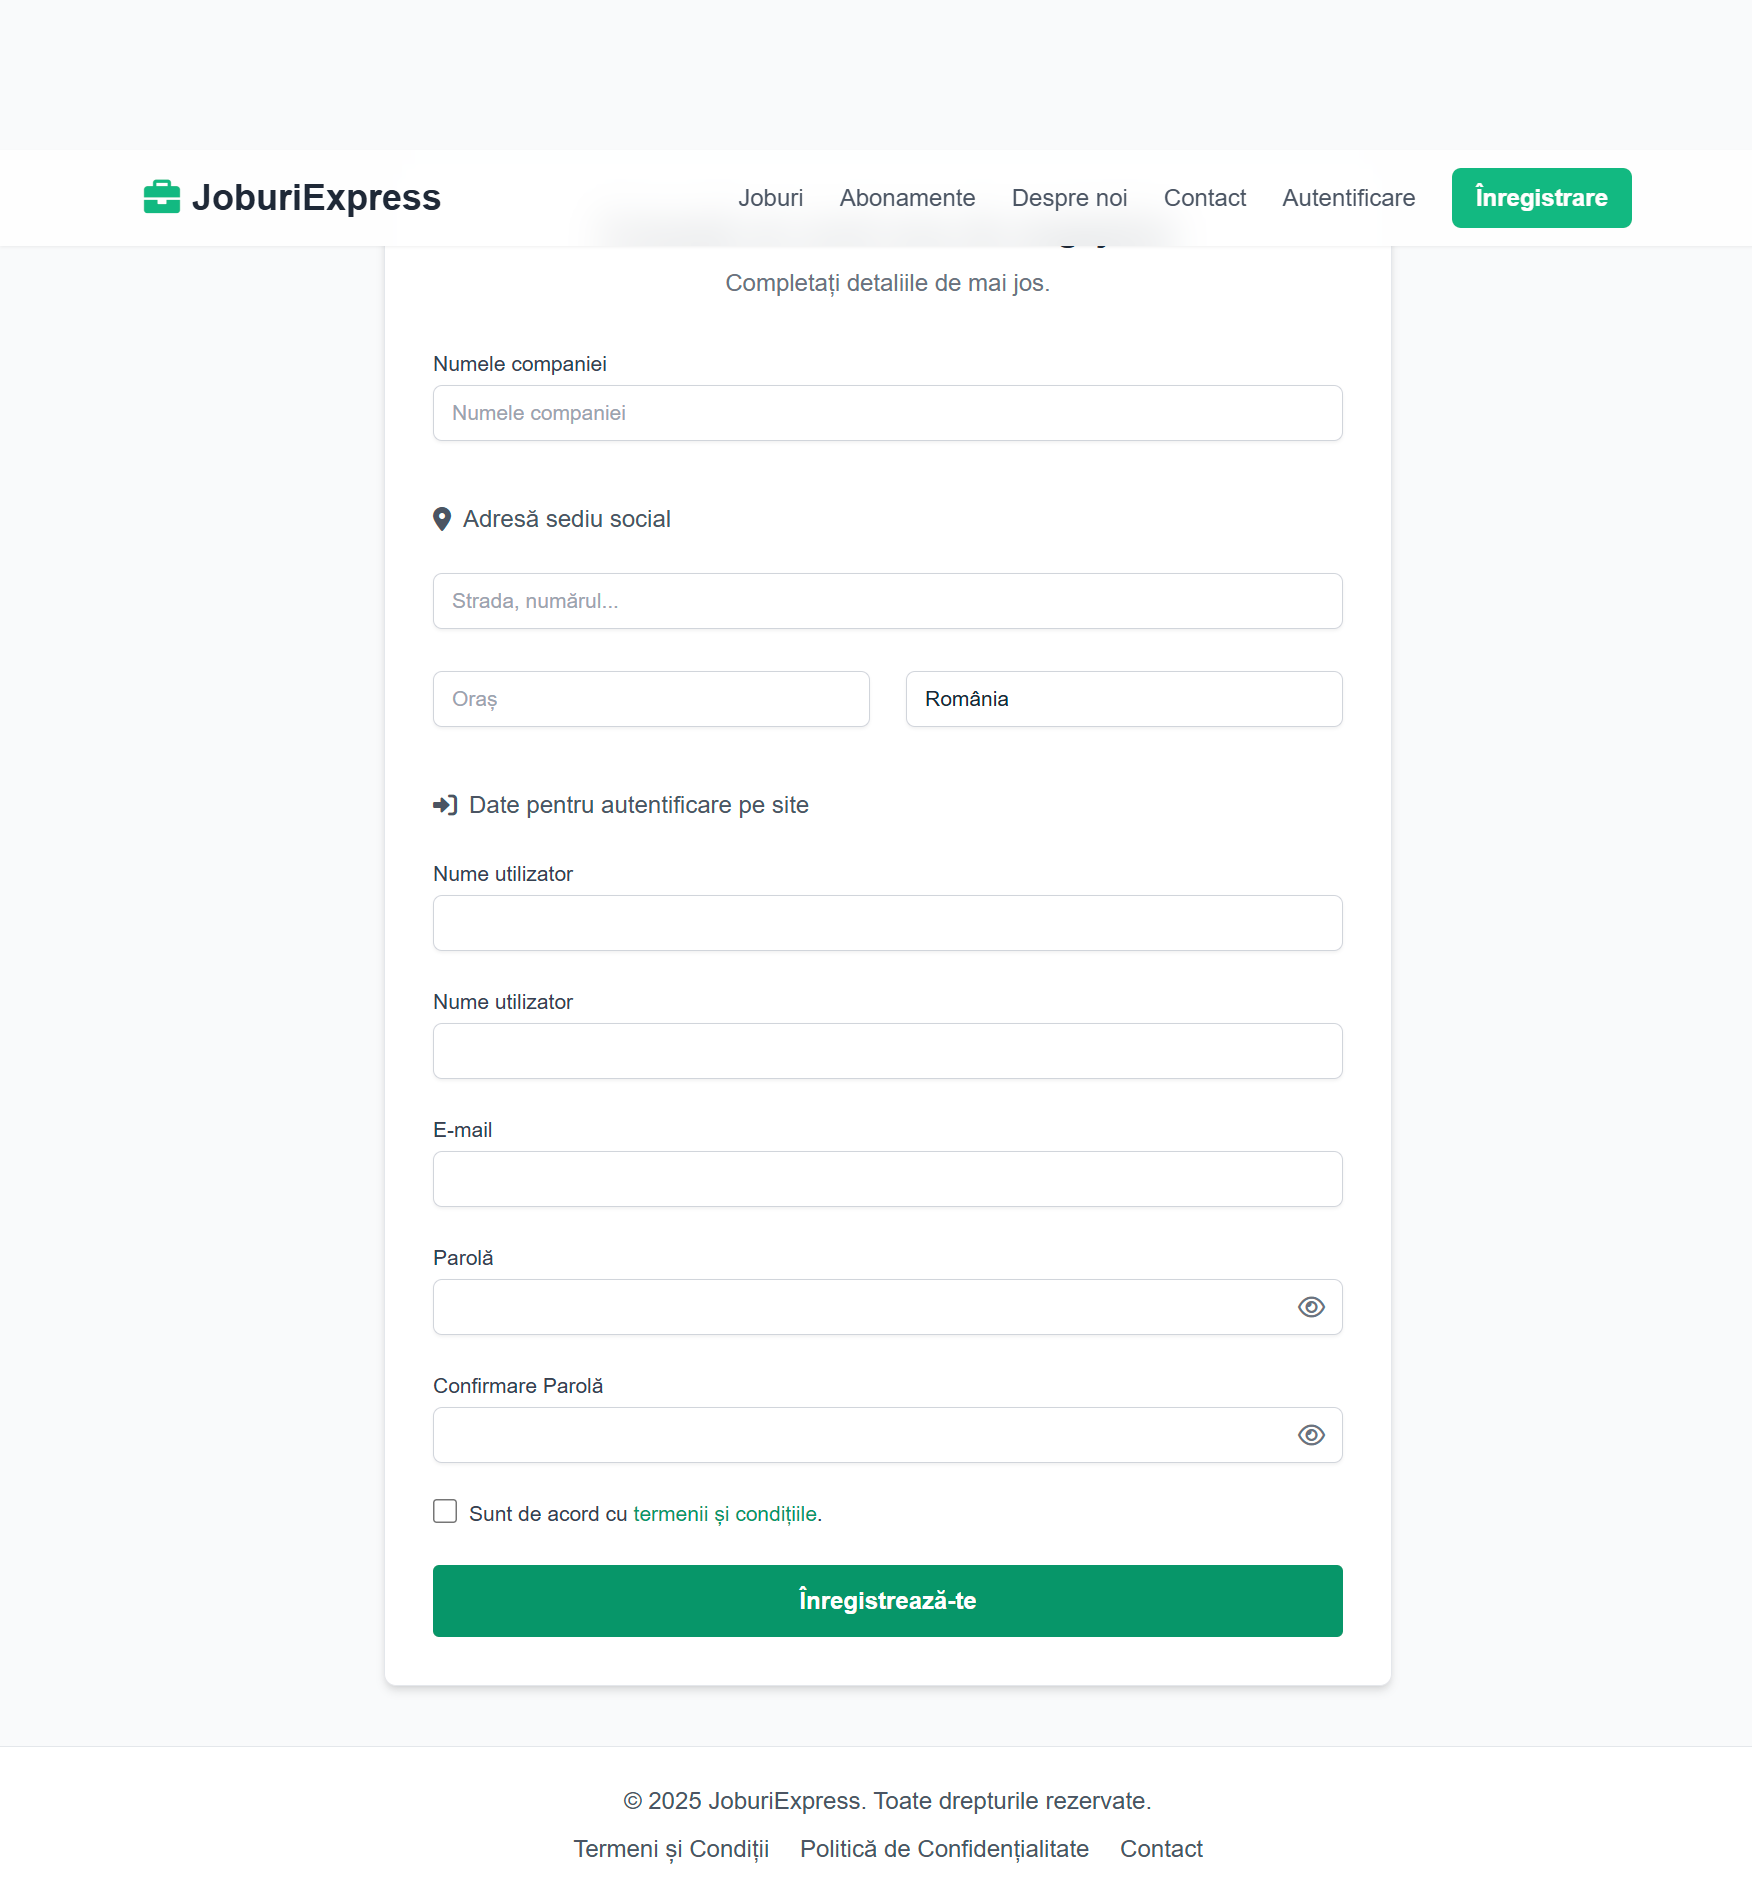 JoburiExpress
Joburi Abonamente Despre noi Contact Autentificare Înregistrare
Completați detaliile de mai jos.
Numele companiei
Numele companiei
Adresă sediu social
Strada, numărul...
Oraș România
Date pentru autentificare pe site
Nume utilizator
Nume utilizator
E-mail
Parolă
Confirmare Parolă
Sunt de acord cu termenii și condițiile.
Înregistrează-te
© 2025 JoburiExpress. Toate drepturile rezervate.
Termeni și Condiții Politică de Confidențialitate Contact